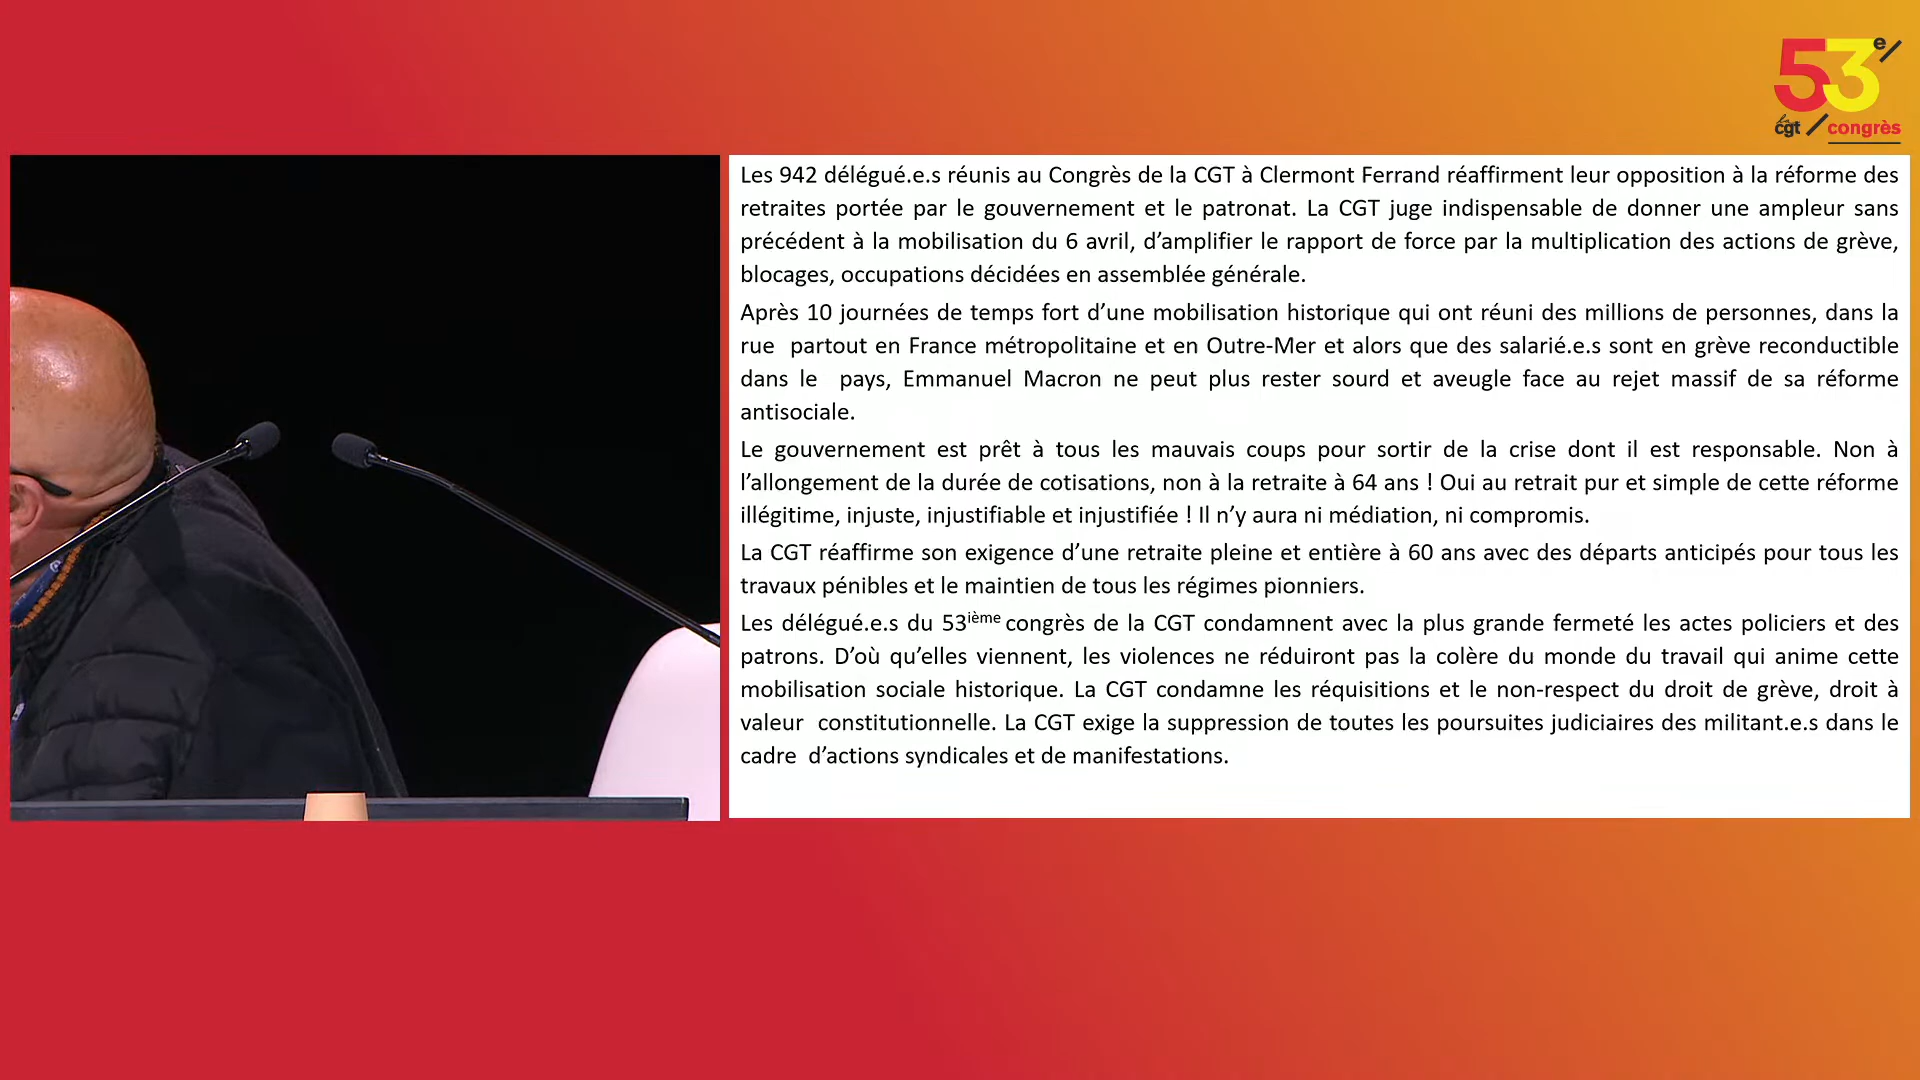 53e/
la cgt / congrès
Les 942 délégué.e.s réunis au Congrès de la CGT à Clermont Ferrand réaffirment leur opposition à la réforme des
retraites portée par le gouvernement et le patronat. La CGT juge indispensable de donner une ampleur sans
précédent à la mobilisation du 6 avril, d’amplifier le rapport de force par la multiplication des actions de grève,
blocages, occupations décidées en assemblée générale.
Après 10 journées de temps fort d’une mobilisation historique qui ont réuni des millions de personnes, dans la
rue partout en France métropolitaine et en Outre-Mer et alors que des salarié.e.s sont en grève reconductible
dans le pays, Emmanuel Macron ne peut plus rester sourd et aveugle face au rejet massif de sa réforme
antisociale.
Le gouvernement est prêt à tous les mauvais coups pour sortir de la crise dont il est responsable. Non à
l’allongement de la durée de cotisations, non à la retraite à 64 ans ! Oui au retrait pur et simple de cette réforme
illégitime, injuste, injustifiable et injustifiée ! Il n’y aura ni médiation, ni compromis.
La CGT réaffirme son exigence d’une retraite pleine et entière à 60 ans avec des départs anticipés pour tous les
travaux pénibles et le maintien de tous les régimes pionniers.
Les délégué.e.s du 53ième congrès de la CGT condamnent avec la plus grande fermeté les actes policiers et des
patrons. D’où qu’elles viennent, les violences ne réduiront pas la colère du monde du travail qui anime cette
mobilisation sociale historique. La CGT condamne les réquisitions et le non-respect du droit de grève, droit à
valeur constitutionnelle. La CGT exige la suppression de toutes les poursuites judiciaires des militant.e.s dans le
cadre d’actions syndicales et de manifestations.